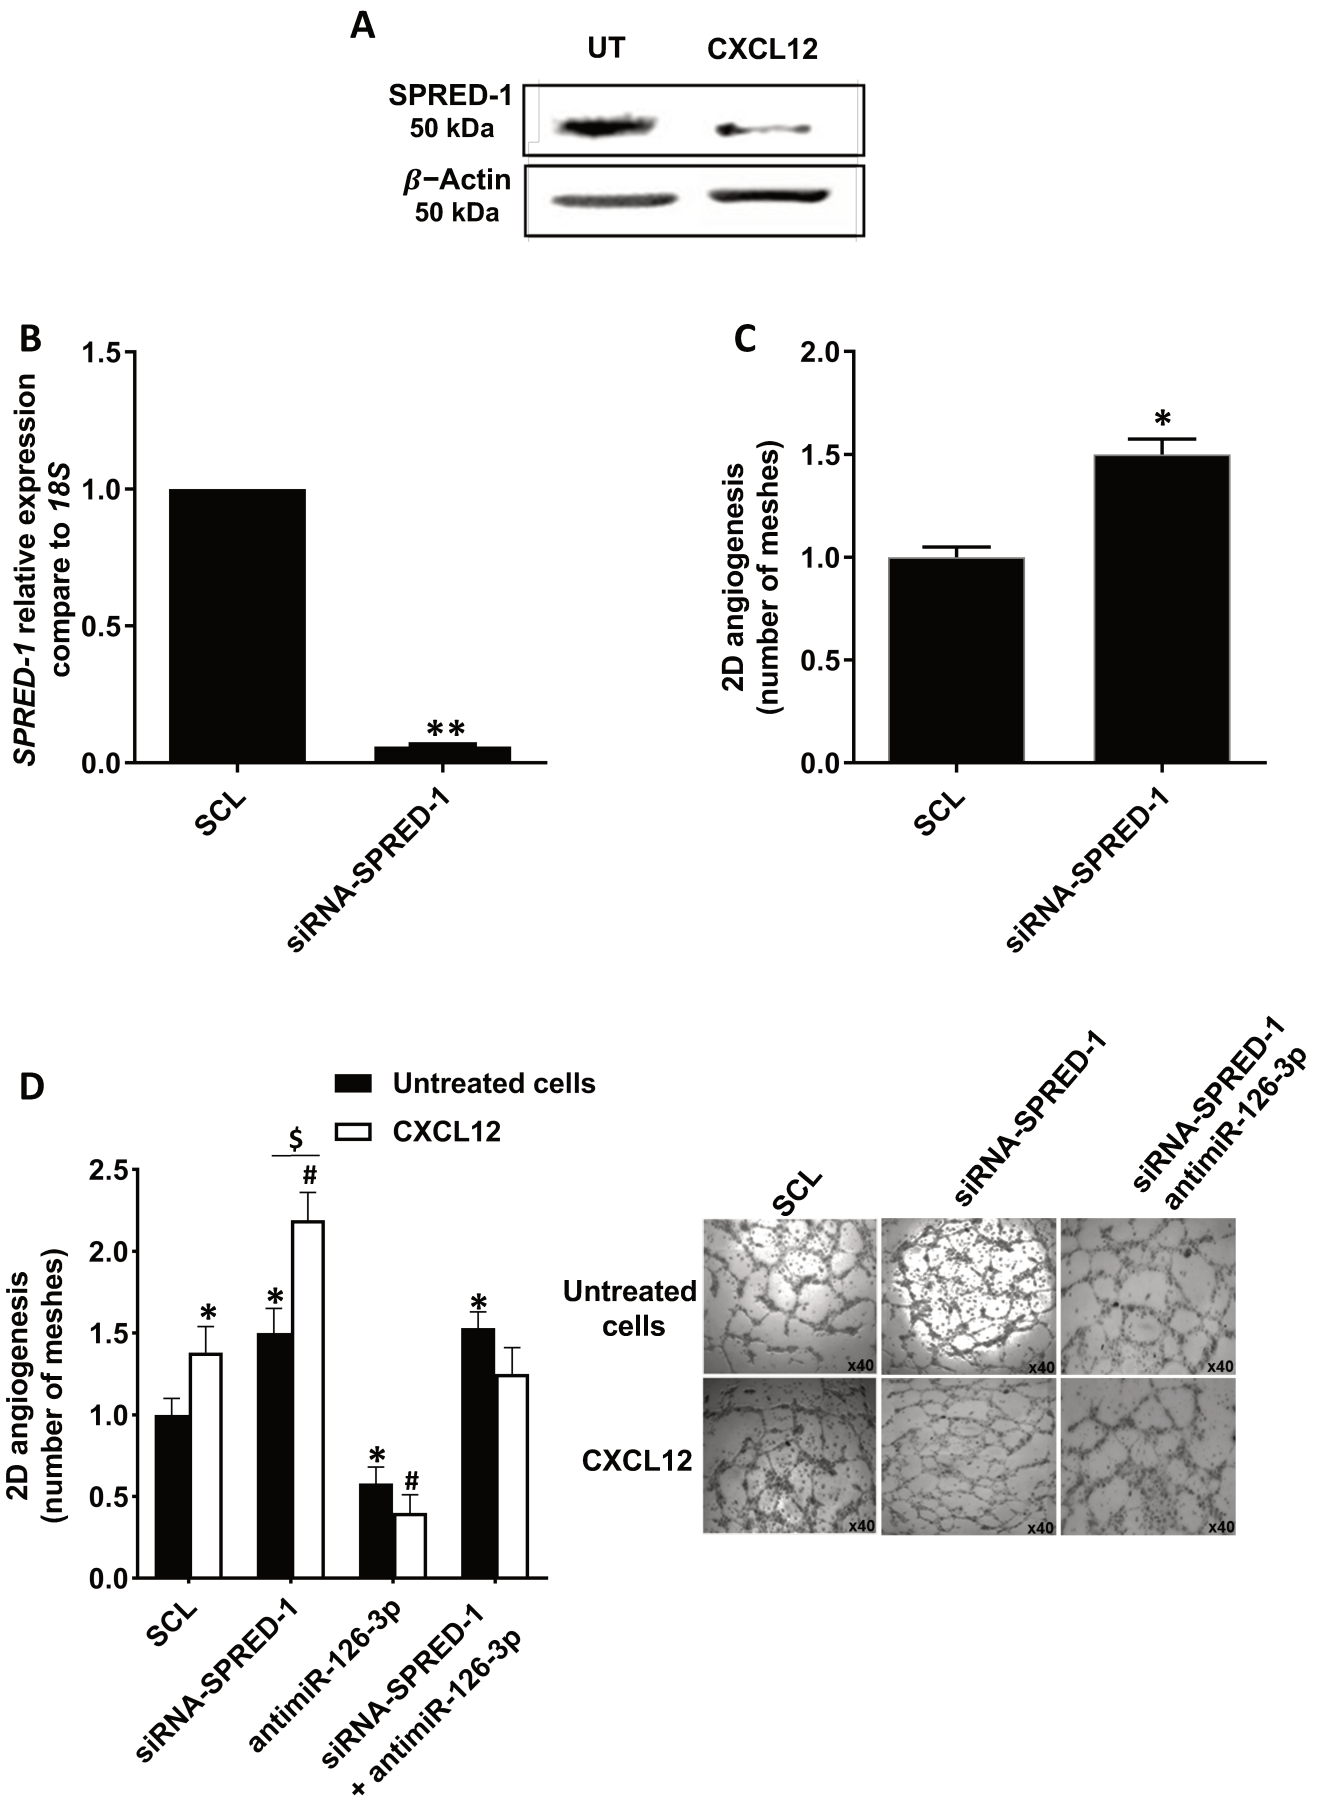 A
UT
CXCL12
SPRED-1
50 kDa
β−Actin
50 kDa
B
SPRED-1 relative expression
compare to 18S
1.5
1.0
0.5
0.0
**
SCL
siRNA-SPRED-1
C
2D angiogenesis
(number of meshes)
2.0
1.5
1.0
0.5
0.0
*
SCL
siRNA-SPRED-1
D
Untreated cells
CXCL12
2D angiogenesis
(number of meshes)
2.5
2.0
1.5
1.0
0.5
0.0
*
*
$
#
*
#
*
SCL
siRNA-SPRED-1
antimiR-126-3p
siRNA-SPRED-1
+ antimiR-126-3p
SCL
siRNA-SPRED-1
siRNA-SPRED-1
antimiR-126-3p
Untreated
cells
x40
x40
x40
CXCL12
x40
x40
x40